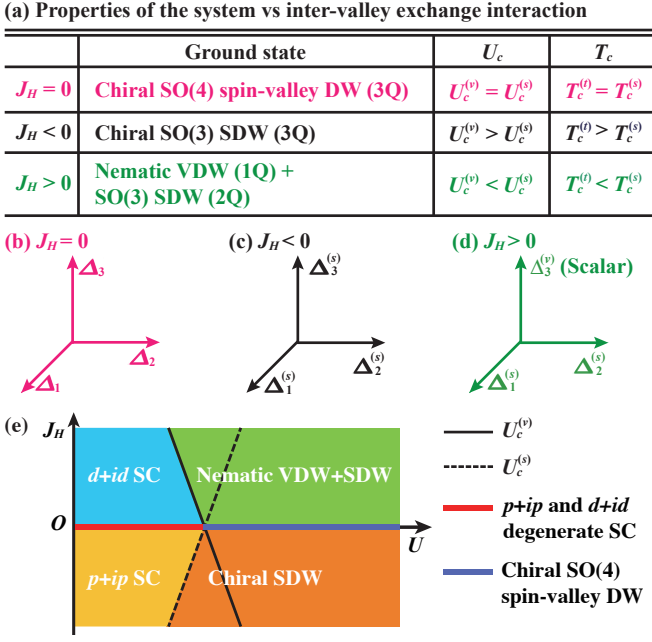 (a) Properties of the system vs inter-valley exchange interaction
Ground state U_c T_c
J_H = 0 Chiral SO(4) spin-valley DW (3Q) U_c^(v) = U_c^(s) T_c^(t) = T_c^(s)
J_H < 0 Chiral SO(3) SDW (3Q) U_c^(v) > U_c^(s) T_c^(t) > T_c^(s)
J_H > 0 Nematic VDW (1Q) + U_c^(v) < U_c^(s) T_c^(t) < T_c^(s)
SO(3) SDW (2Q)
(b) J_H = 0 (c) J_H < 0 (d) J_H > 0
Δ_3 Δ_3^(s) Δ_3^(v) (Scalar)
Δ_2 Δ_2^(s) Δ_2^(s)
Δ_1 Δ_1^(s) Δ_1^(s)
(e) J_H
U_c^(v)
d+id SC Nematic VDW+SDW
U_c^(s)
O U
p+ip and d+id
degenerate SC
p+ip SC Chiral SDW
Chiral SO(4)
spin-valley DW